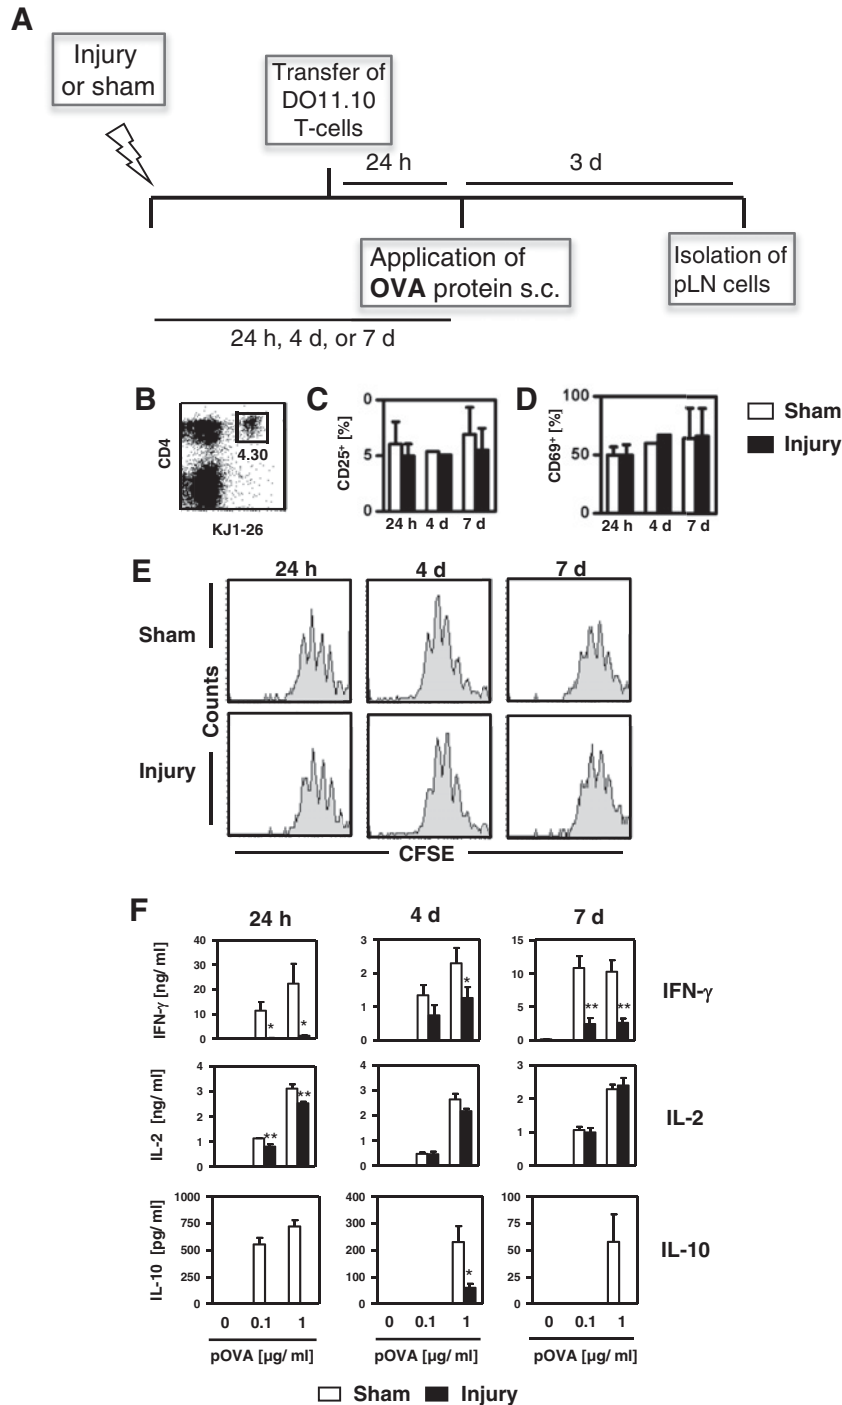 A
Injury
or sham
Transfer of
DO11.10
T-cells
24 h
3 d
Application of
OVA protein s.c.
Isolation of
pLN cells
24 h, 4 d, or 7 d
B
CD4
4.30
KJ1-26
C
CD25+ [%]
0
5
0
24 h 4 d 7 d
D
CD69+ [%]
100
50
0
24 h 4 d 7 d
Sham
Injury
E
24 h 4 d 7 d
Sham
Injury
Counts
CFSE
F
24 h 4 d 7 d
IFN-γ [ng/ ml]
40
30
20
10
0
* *
3
2
1
0
*
15
10
5
0
** **
IFN-γ
IL-2 [ng/ ml]
4
3
2
1
0
** **
4
3
2
1
0
3
2
1
0
IL-2
IL-10 [pg/ ml]
1000
750
500
250
0
400
300
200
100
0
*
100
75
50
25
0
IL-10
0 0.1 1
0 0.1 1
0 0.1 1
pOVA [µg/ ml]
pOVA [µg/ ml]
pOVA [µg/ ml]
Sham Injury